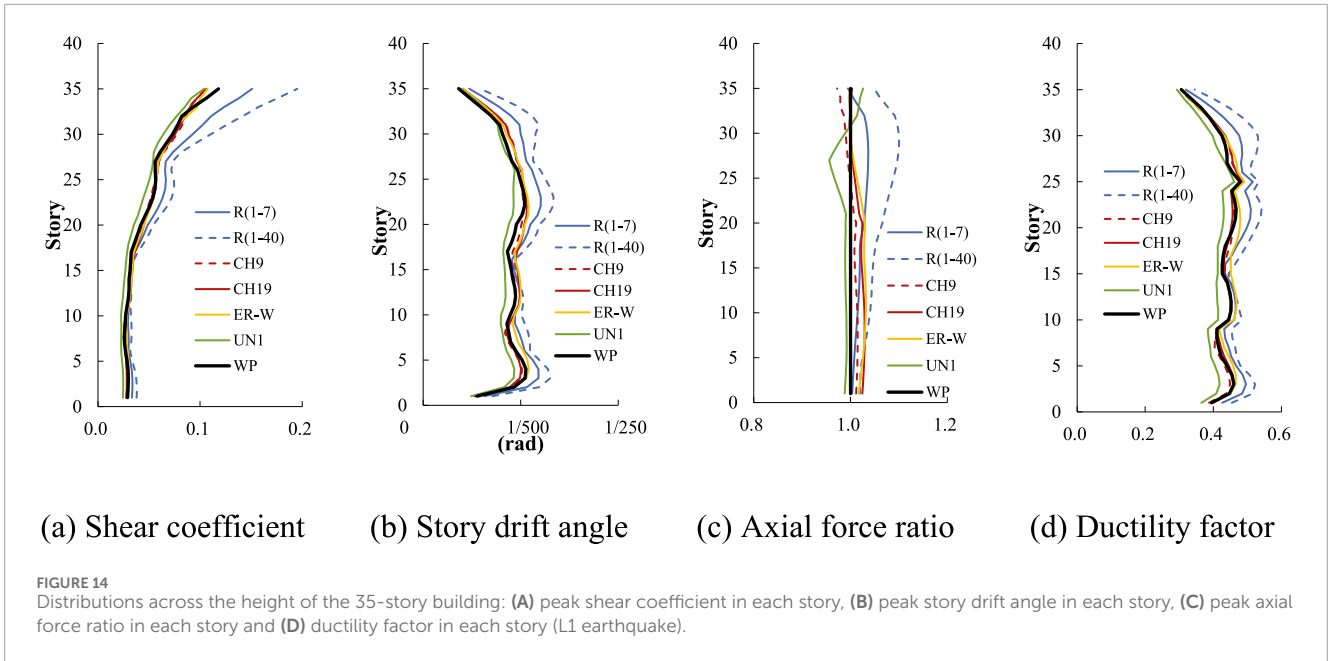 40
35
30
25
20
15
10
5
0
Story
0.0
0.1
0.2
R(1-7)
R(1-40)
CH9
CH19
ER-W
UN1
WP
40
35
30
25
20
15
10
5
0
Story
0
1/500
1/250
(rad)
R(1-7)
R(1-40)
CH9
CH19
ER-W
UN1
WP
40
35
30
25
20
15
10
5
0
Story
0.8
1.0
1.2
R(1-7)
R(1-40)
CH9
CH19
ER-W
UN1
WP
40
35
30
25
20
15
10
5
0
Story
0.0
0.2
0.4
0.6
R(1-7)
R(1-40)
CH9
CH19
ER-W
UN1
WP
(a) Shear coefficient
(b) Story drift angle
(c) Axial force ratio
(d) Ductility factor
FIGURE 14
Distributions across the height of the 35-story building: (A) peak shear coefficient in each story, (B) peak story drift angle in each story, (C) peak axial
force ratio in each story and (D) ductility factor in each story (L1 earthquake).